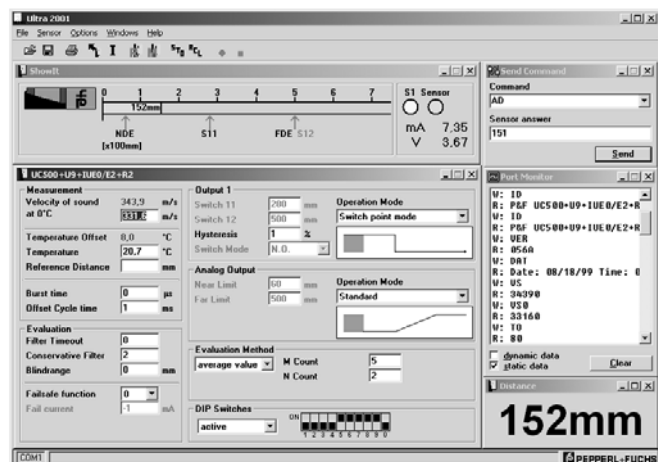 Ultra 2001
File Sensor Options Windows Help
ShowIt
0 1 2 3 4 5 6 7
152mm
NDE S11 FDE S12
[x100mm]
S1 Sensor
mA 7,35
V 3,67
Send Command
Command
AD
Sensor answer
151
Send
UC500+U9+IUE0/E2+R2
Measurement
Velocity of sound 343,9 m/s
at 0°C 331,6 m/s
Temperature Offset 8,0 °C
Temperature 20,7 °C
Reference Distance mm
Burst time 0 µs
Offset Cycle time 1 ms
Evaluation
Filter Timeout 0
Conservative Filter 2
Blindrange 0 mm
Failsafe function 0
Fail current -1 mA
Output 1
Switch 11 280 mm
Switch 12 500 mm
Hysteresis 1 %
Switch Mode N.O.
Operation Mode
Switch point mode
Analog Output
Near Limit 60 mm
Far Limit 500 mm
Operation Mode
Standard
Evaluation Method
average value
M Count 5
N Count 2
DIP Switches
active
ON
1 2 3 4 5 6 7 8 9 0
Port Monitor
W: ID
R: P&F UC500+U9+IUE0/E2+R
W: ID
R: P&F UC500+U9+IUE0/E2+R
W: VER
R: 056A
W: DAT
R: Date: 08/18/99 Time: 0
W: VS
R: 34390
W: VS0
R: 33160
W: TO
R: 80
dynamic data
static data
Clear
Distance
152mm
COM1
PEPPERL+FUCHS